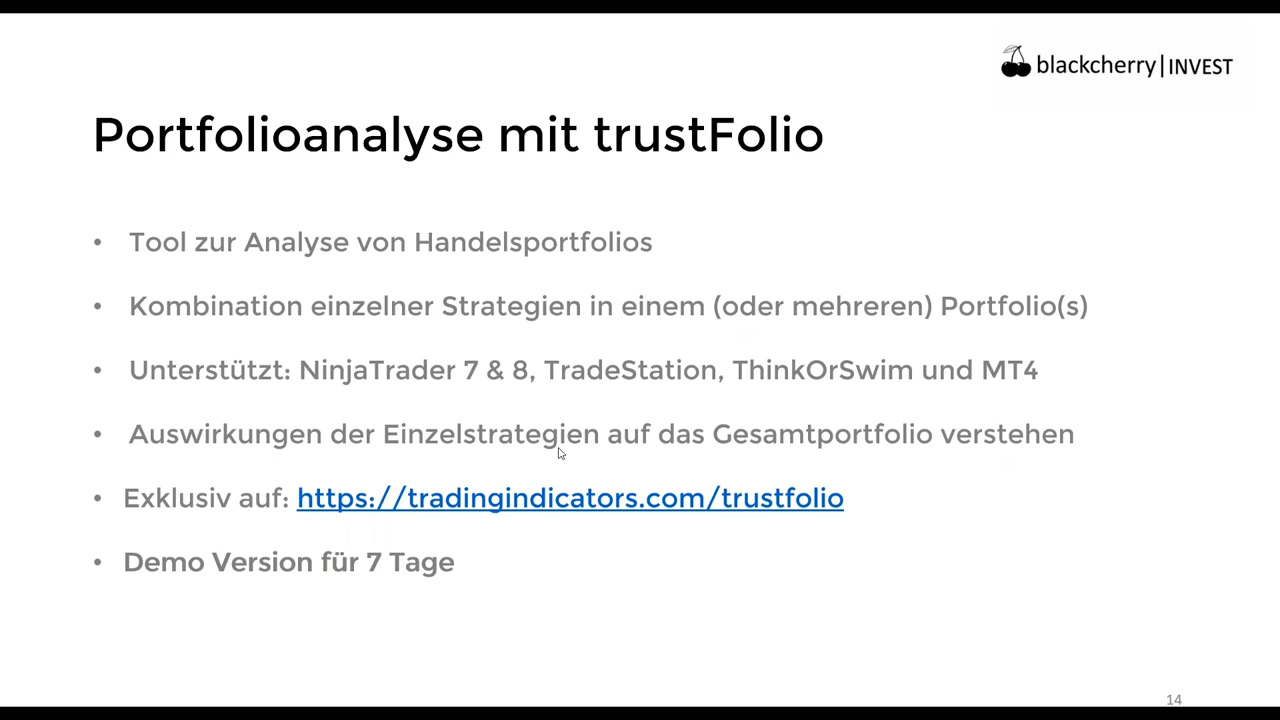 blackcherry|INVEST
Portfolioanalyse mit trustFolio
• Tool zur Analyse von Handelsportfolios
• Kombination einzelner Strategien in einem (oder mehreren) Portfolio(s)
• Unterstützt: NinjaTrader 7 & 8, TradeStation, ThinkOrSwim und MT4
• Auswirkungen der Einzelstrategien auf das Gesamtportfolio verstehen
• Exklusiv auf: https://tradingindicators.com/trustfolio
• Demo Version für 7 Tage
14